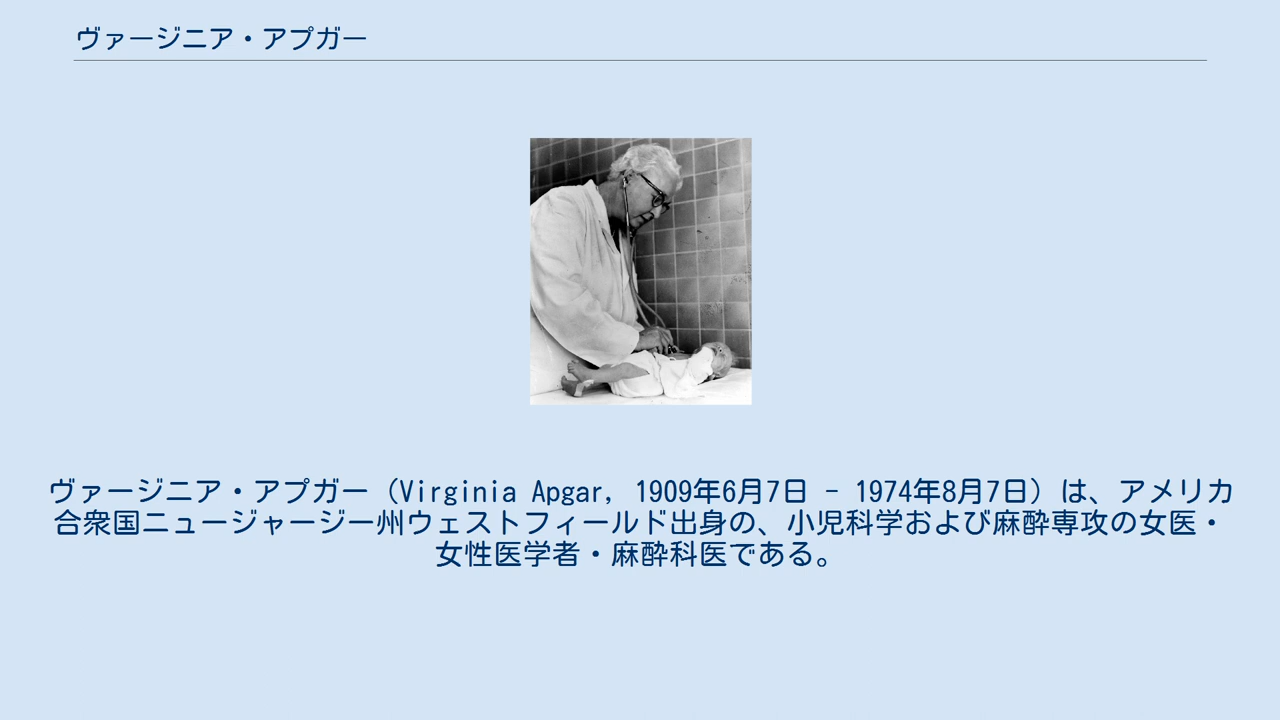 ヴァージニア・アプガー
ヴァージニア・アプガー（Virginia Apgar, 1909年6月7日 - 1974年8月7日）は、アメリカ
合衆国ニュージャージー州ウェストフィールド出身の、小児科学および麻酔専攻の女医・
女性医学者・麻酔科医である。